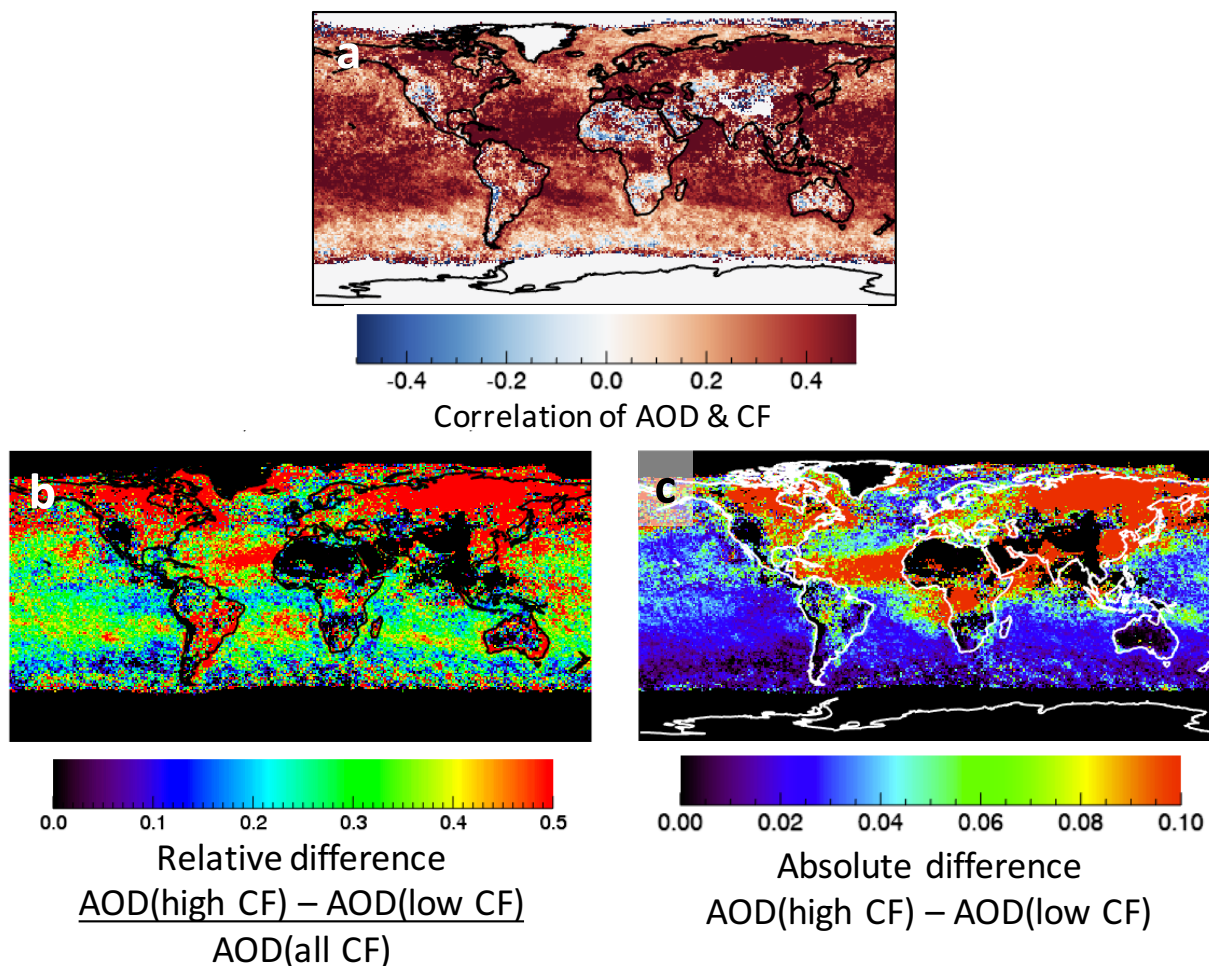 a
-0.4 -0.2 0.0 0.2 0.4
Correlation of AOD & CF
b
c
0.0 0.1 0.2 0.3 0.4 0.5
Relative difference
AOD(high CF) – AOD(low CF)
AOD(all CF)
0.00 0.02 0.04 0.06 0.08 0.10
Absolute difference
AOD(high CF) – AOD(low CF)